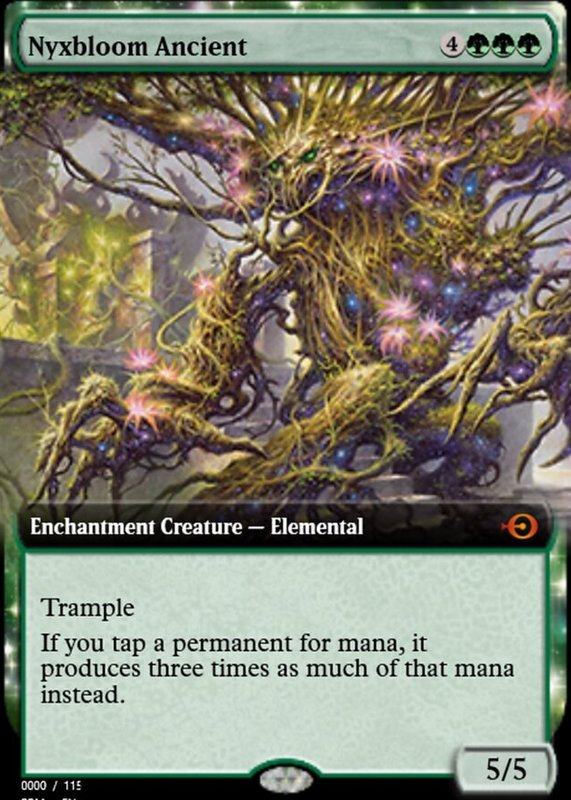 Nyxbloom Ancient 4
Enchantment Creature — Elemental
Trample
If you tap a permanent for mana, it
produces three times as much of that mana
instead.
5/5
0000 / 115